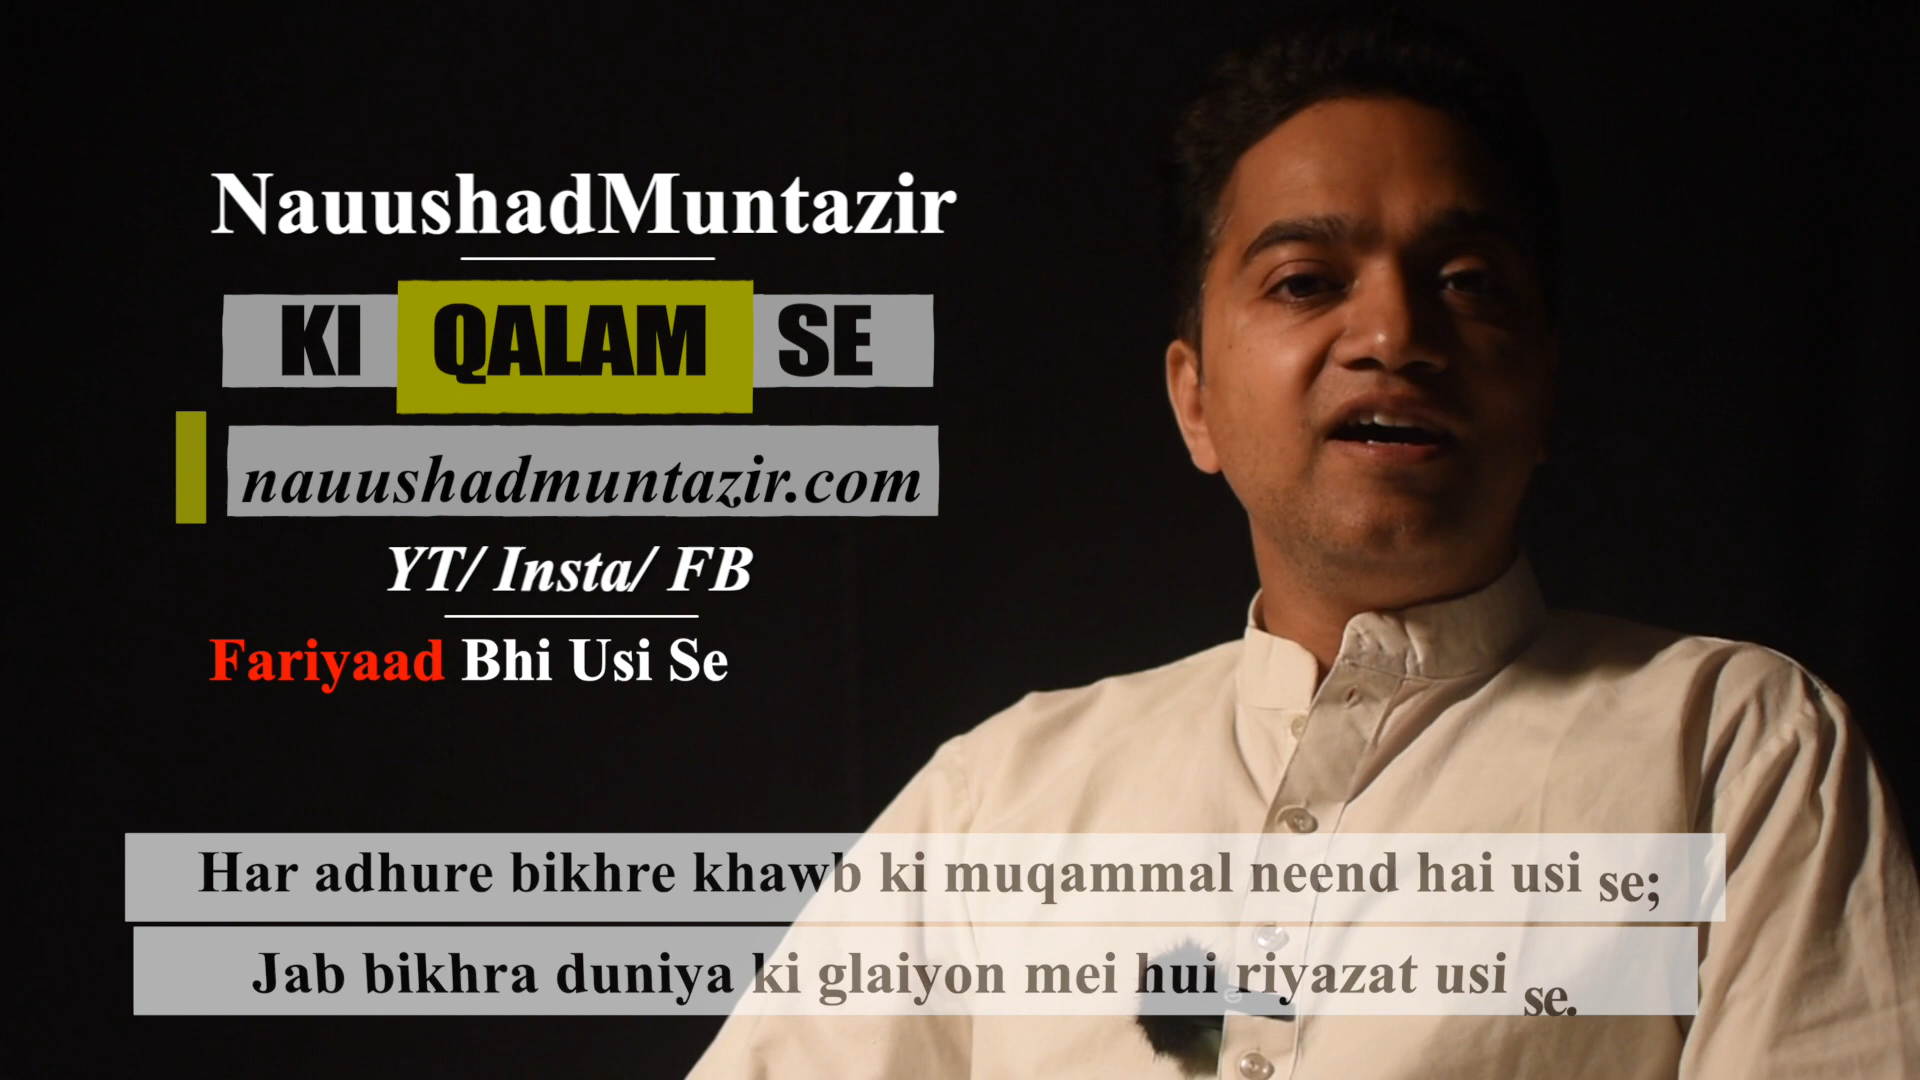 NauushadMuntazir
KI QALAM SE
nauushadmuntazir.com
YT/ Insta/ FB
Fariyaad Bhi Usi Se
Har adhure bikhre khawb ki muqammal neend hai usi se;
Jab bikhra duniya ki glaiyon mei hui riyazat usi se.